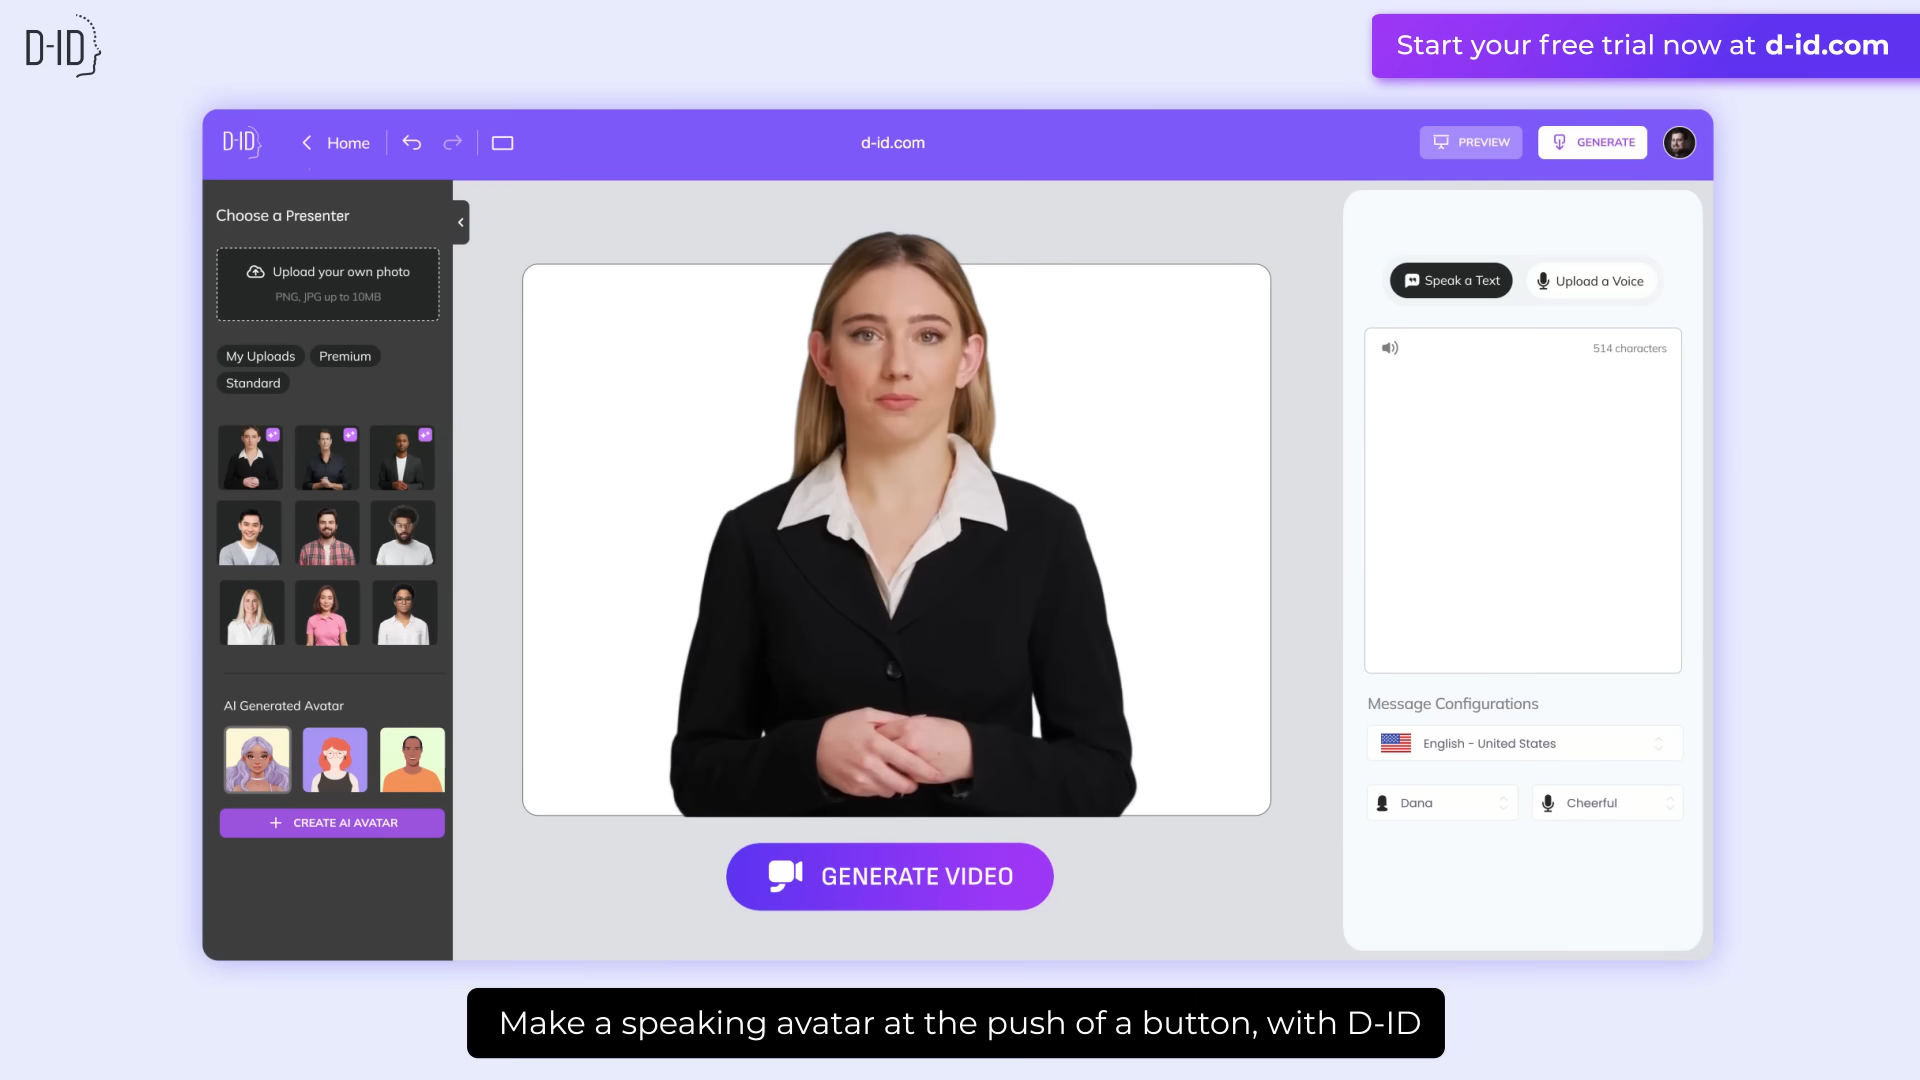 D-ID
Start your free trial now at d-id.com
D-ID
Home
d-id.com
PREVIEW
GENERATE
Choose a Presenter
Upload your own photo
PNG, JPG up to 10MB
My Uploads
Premium
Standard
AI Generated Avatar
CREATE AI AVATAR
GENERATE VIDEO
Speak a Text
Upload a Voice
514 characters
Message Configurations
English - United States
Dana
Cheerful
Make a speaking avatar at the push of a button, with D-ID